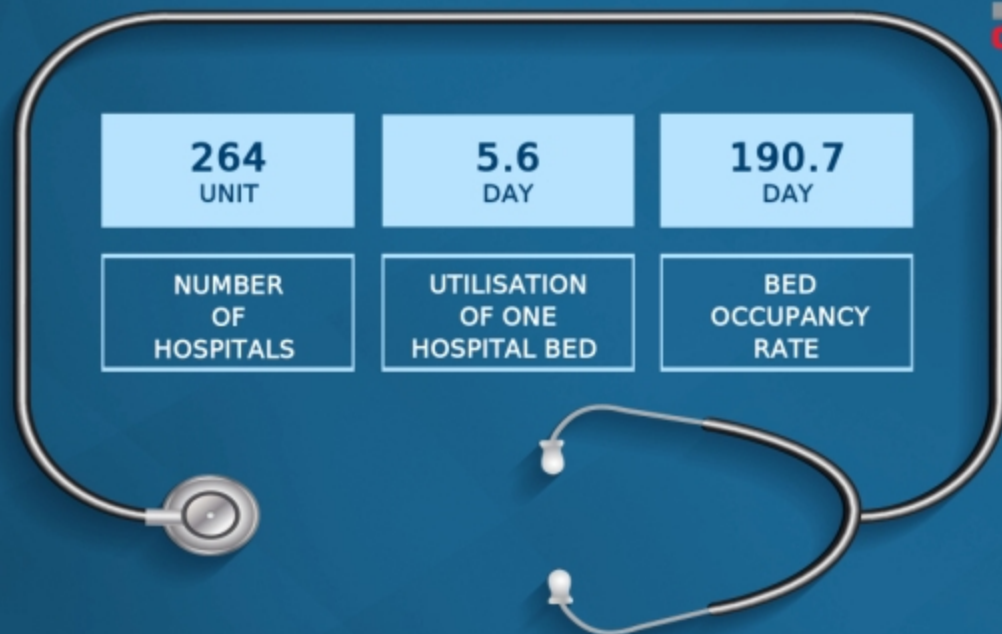 264
UNIT
5.6
DAY
190.7
DAY
NUMBER
OF
HOSPITALS
UTILISATION
OF ONE
HOSPITAL BED
BED
OCCUPANCY
RATE